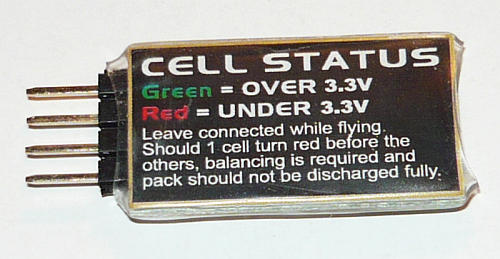 CELL STATUS
Green = OVER 3.3V
Red = UNDER 3.3V
Leave connected while flying.
Should 1 cell turn red before the
others, balancing is required and
pack should not be discharged fully.